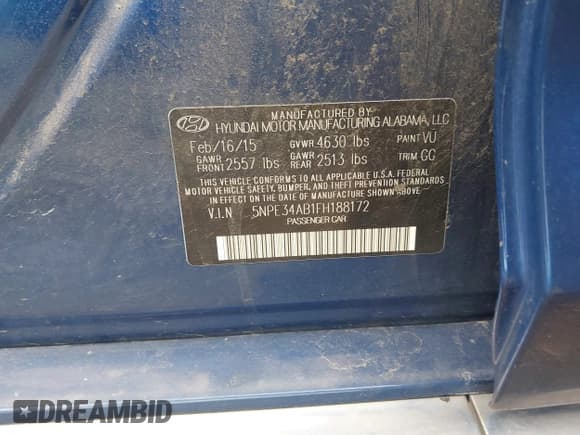 MANUFACTURED BY
HYUNDAI MOTOR MANUFACTURING ALABAMA, LLC
Feb/16/15 GVWR 4630 lbs PAINT VU
GAWR FRONT 2557 lbs GAWR REAR 2513 lbs TRIM GG
THIS VEHICLE CONFORMS TO ALL APPLICABLE U.S.A. FEDERAL
MOTOR VEHICLE SAFETY, BUMPER, AND THEFT PREVENTION STANDARDS
IN EFFECT ON THE DATE OF MANUFACTURE SHOWN ABOVE
V.I.N 5NPE34AB1FH188172
PASSENGER CAR
DREAMBID